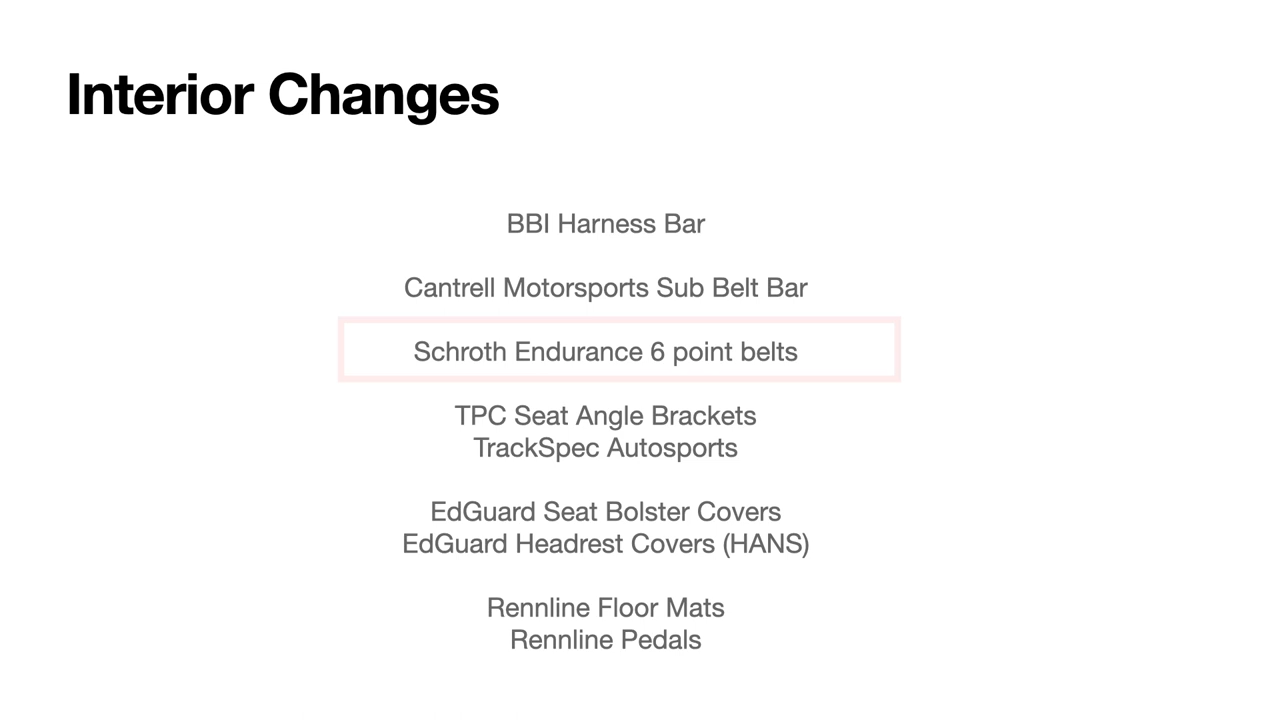 Interior Changes
BBI Harness Bar
Cantrell Motorsports Sub Belt Bar
Schroth Endurance 6 point belts
TPC Seat Angle Brackets
TrackSpec Autosports
EdGuard Seat Bolster Covers
EdGuard Headrest Covers (HANS)
Rennline Floor Mats
Rennline Pedals